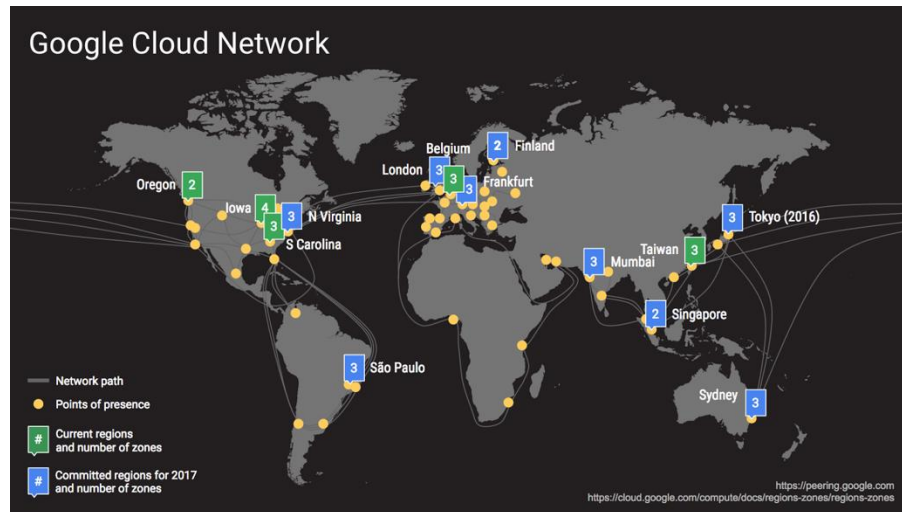 Google Cloud Network
Finland
2
Belgium
London
3
3
3
Frankfurt
Oregon
2
Iowa
4
3
N Virginia
3
S Carolina
3
Tokyo (2016)
Taiwan
3
3
Mumbai
2
Singapore
3
São Paulo
Sydney
3
Network path
Points of presence
#
Current regions
and number of zones
#
Committed regions for 2017
and number of zones
https://peering.google.com
https://cloud.google.com/compute/docs/regions-zones/regions-zones